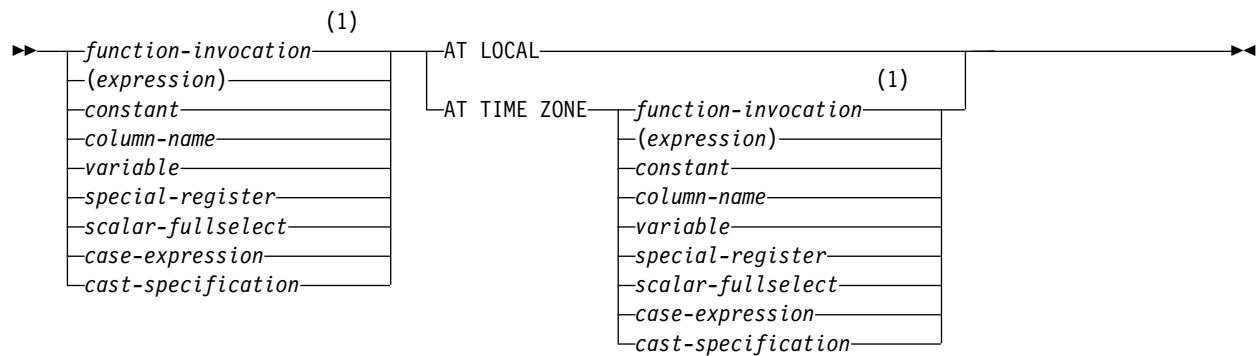 (1)
function-invocation AT LOCAL
(expression) (1)
constant AT TIME ZONE function-invocation
column-name (expression)
variable constant
special-register column-name
scalar-fullselect variable
case-expression special-register
cast-specification scalar-fullselect
case-expression
cast-specification